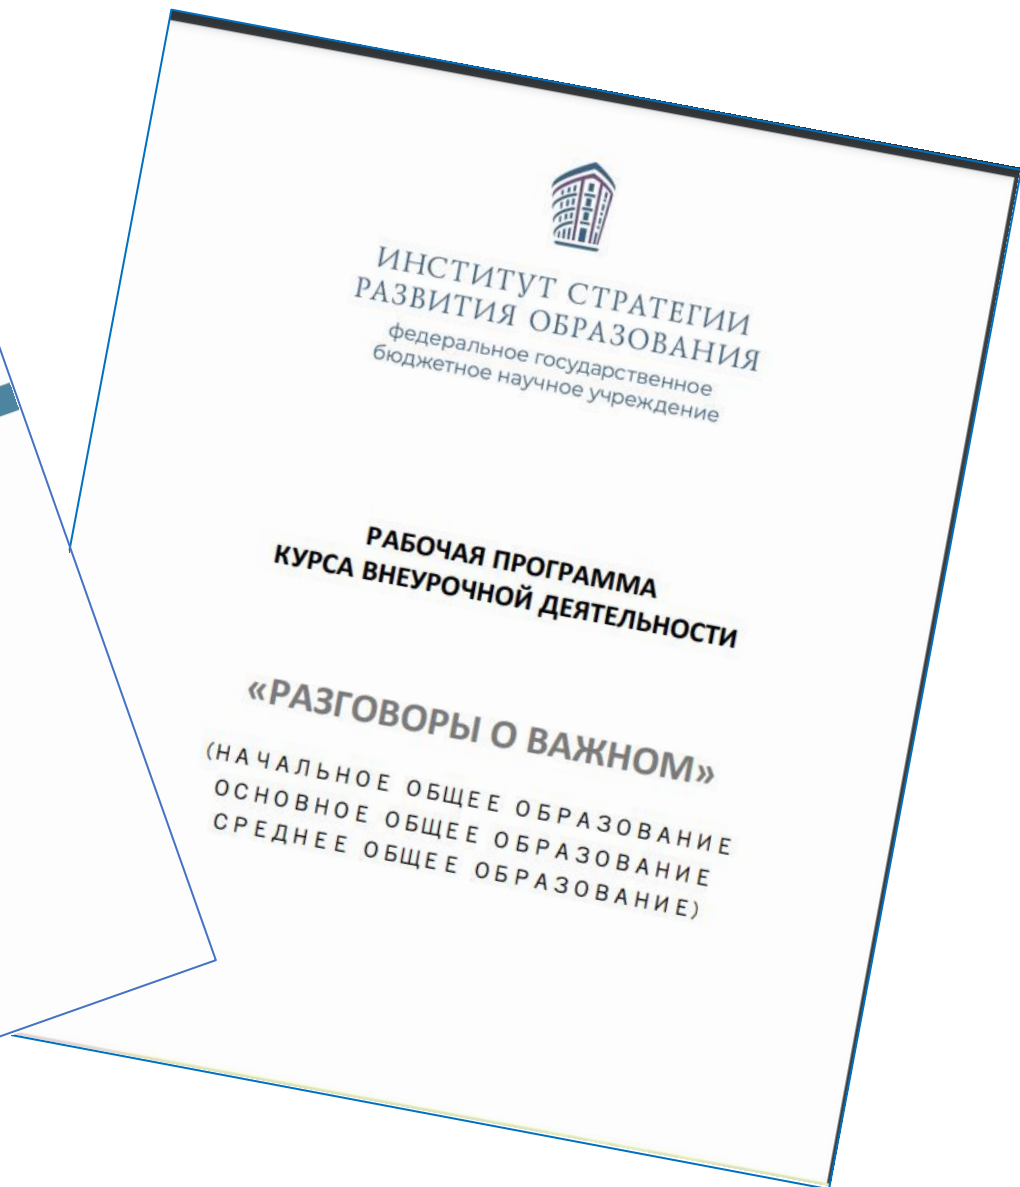 ИНСТИТУТ СТРАТЕГИИ
РАЗВИТИЯ ОБРАЗОВАНИЯ
федеральное государственное
бюджетное научное учреждение
РАБОЧАЯ ПРОГРАММА
КУРСА ВНЕУРОЧНОЙ ДЕЯТЕЛЬНОСТИ
«РАЗГОВОРЫ О ВАЖНОМ»
(НАЧАЛЬНОЕ ОБЩЕЕ ОБРАЗОВАНИЕ
ОСНОВНОЕ ОБЩЕЕ ОБРАЗОВАНИЕ
СРЕДНЕЕ ОБЩЕЕ ОБРАЗОВАНИЕ)